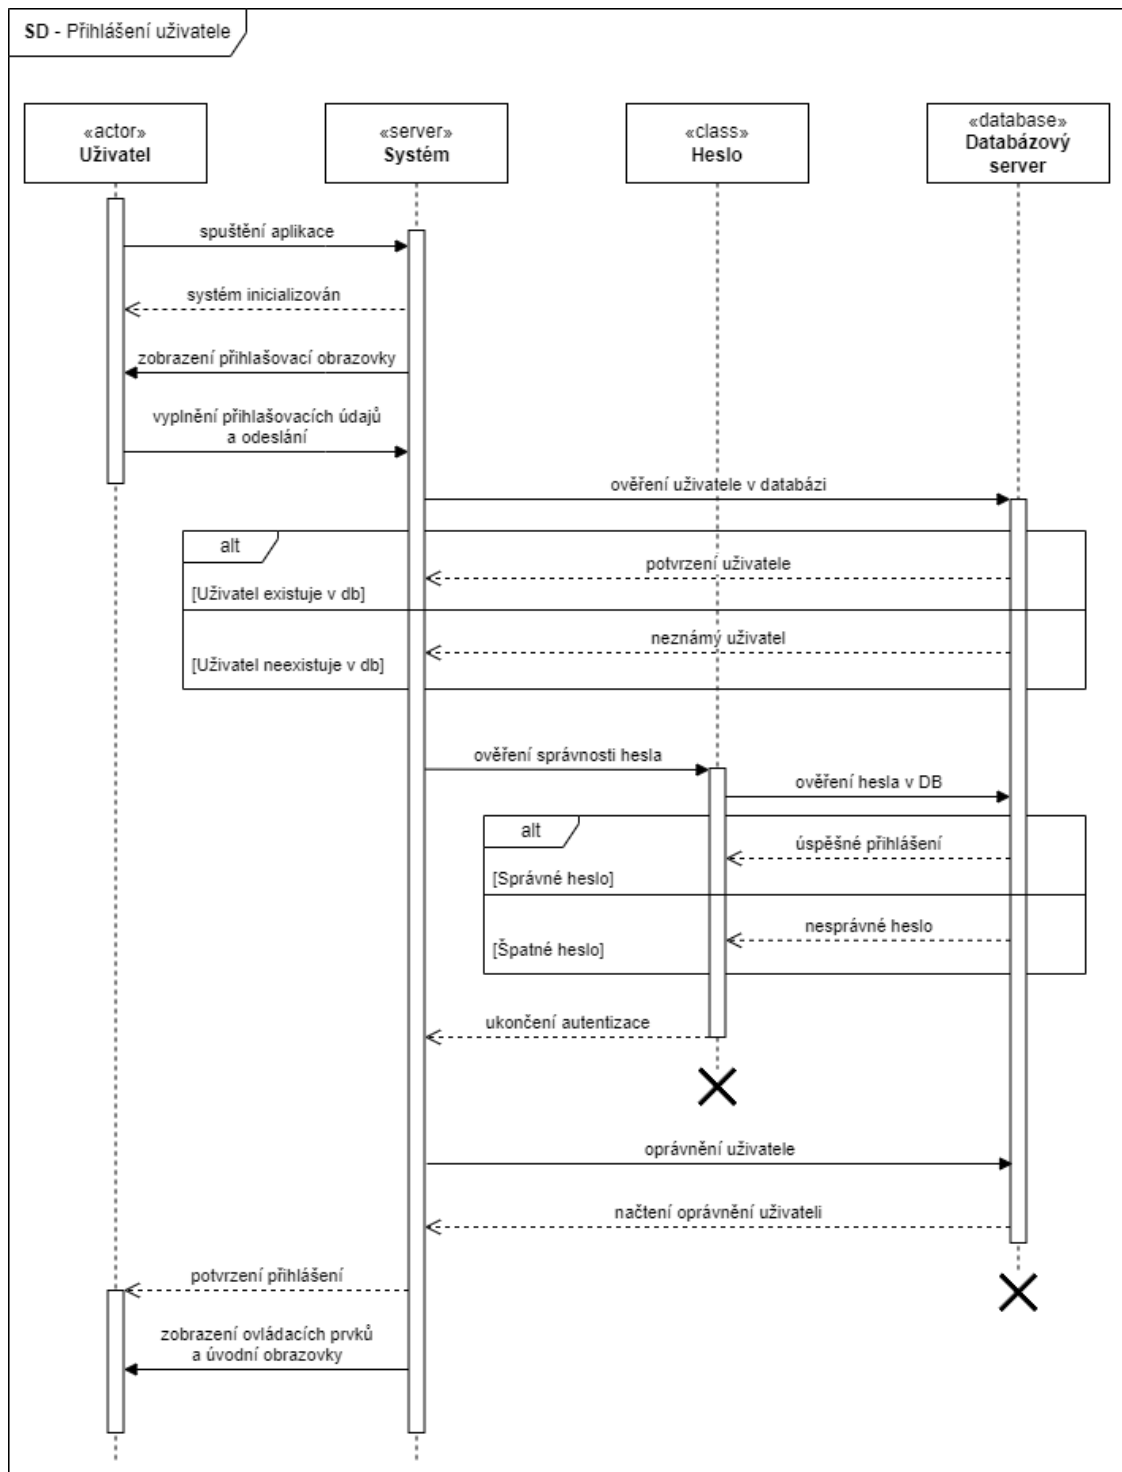 SD - Přihlášení uživatele
«actor»
Uživatel
«server»
Systém
«class»
Heslo
«database»
Databázový
server
spuštění aplikace
systém inicializován
zobrazení přihlašovací obrazovky
vyplnění přihlašovacích údajů
a odeslání
ověření uživatele v databázi
alt
potvrzení uživatele
[Uživatel existuje v db]
neznámý uživatel
[Uživatel neexistuje v db]
ověření správnosti hesla
ověření hesla v DB
alt
úspěšné přihlášení
[Správné heslo]
nesprávné heslo
[Špatné heslo]
ukončení autentizace
oprávnění uživatele
načtení oprávnění uživateli
potvrzení přihlášení
zobrazení ovládacích prvků
a úvodní obrazovky